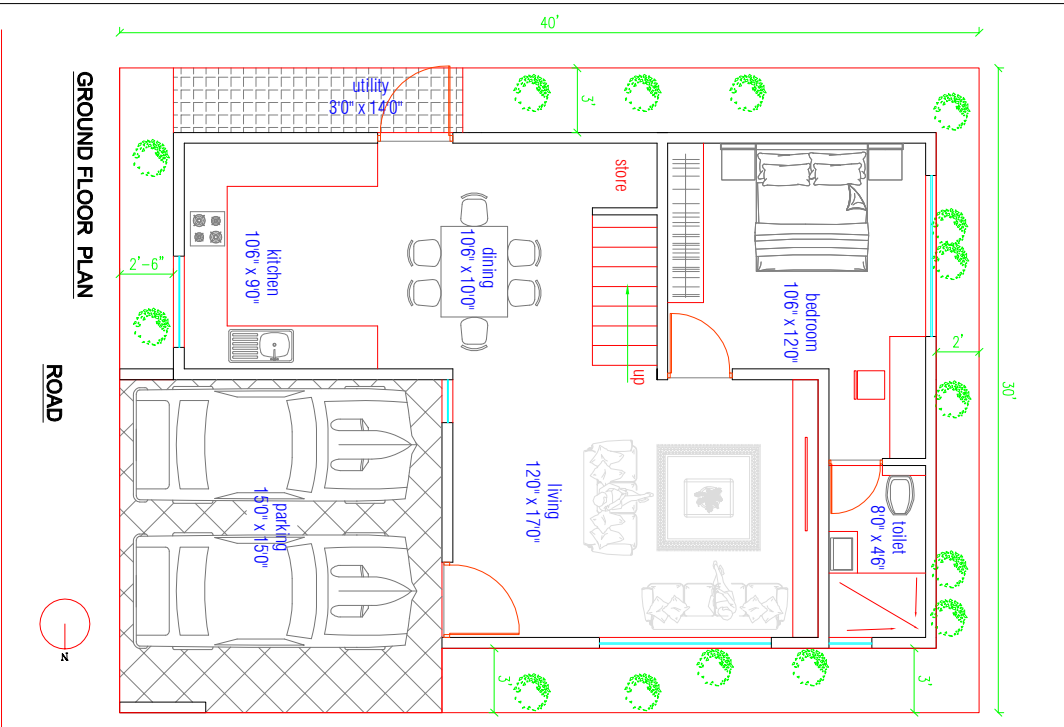 40'
GROUND FLOOR PLAN
utility
3'0" x 14'0"
3'
store
dining
10'6" x 10'0"
kitchen
10'6" x 9'0"
2'-6"
bedroom
10'6" x 12'0"
2'
30'
up
ROAD
living
12'0" x 17'0"
parking
15'0" x 15'0"
toilet
8'0" x 4'6"
N
3'
3'